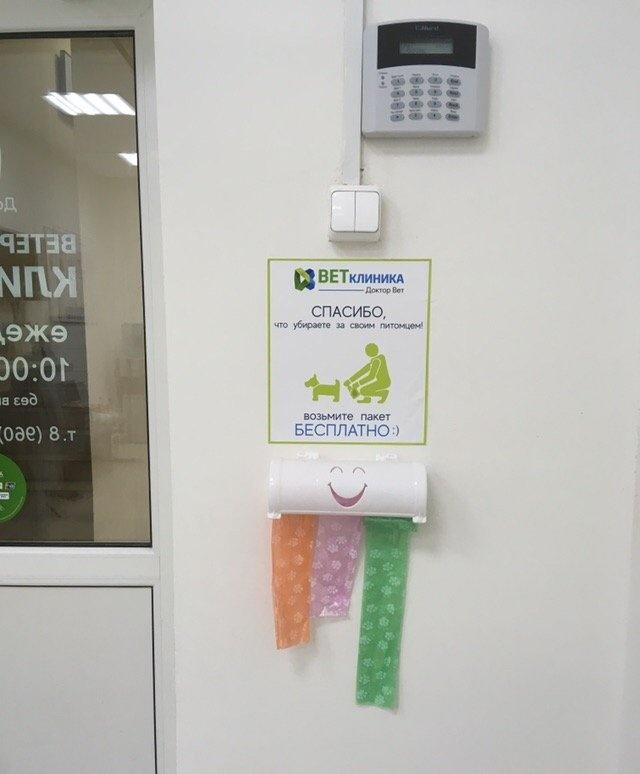 ВЕТКЛИНИКА
Доктор Вет
СПАСИБО,
что убираете за своим питомцем!
возьмите пакет
БЕСПЛАТНО:)
ВЕТЕР
КЛИ
ежед
10:00
без в
т.8 (960)